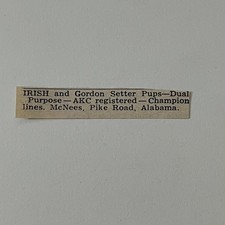 IRISH and Gordon Setter Pups—Dual
Purpose—AKC registered—Champion
lines. McNees, Pike Road, Alabama.